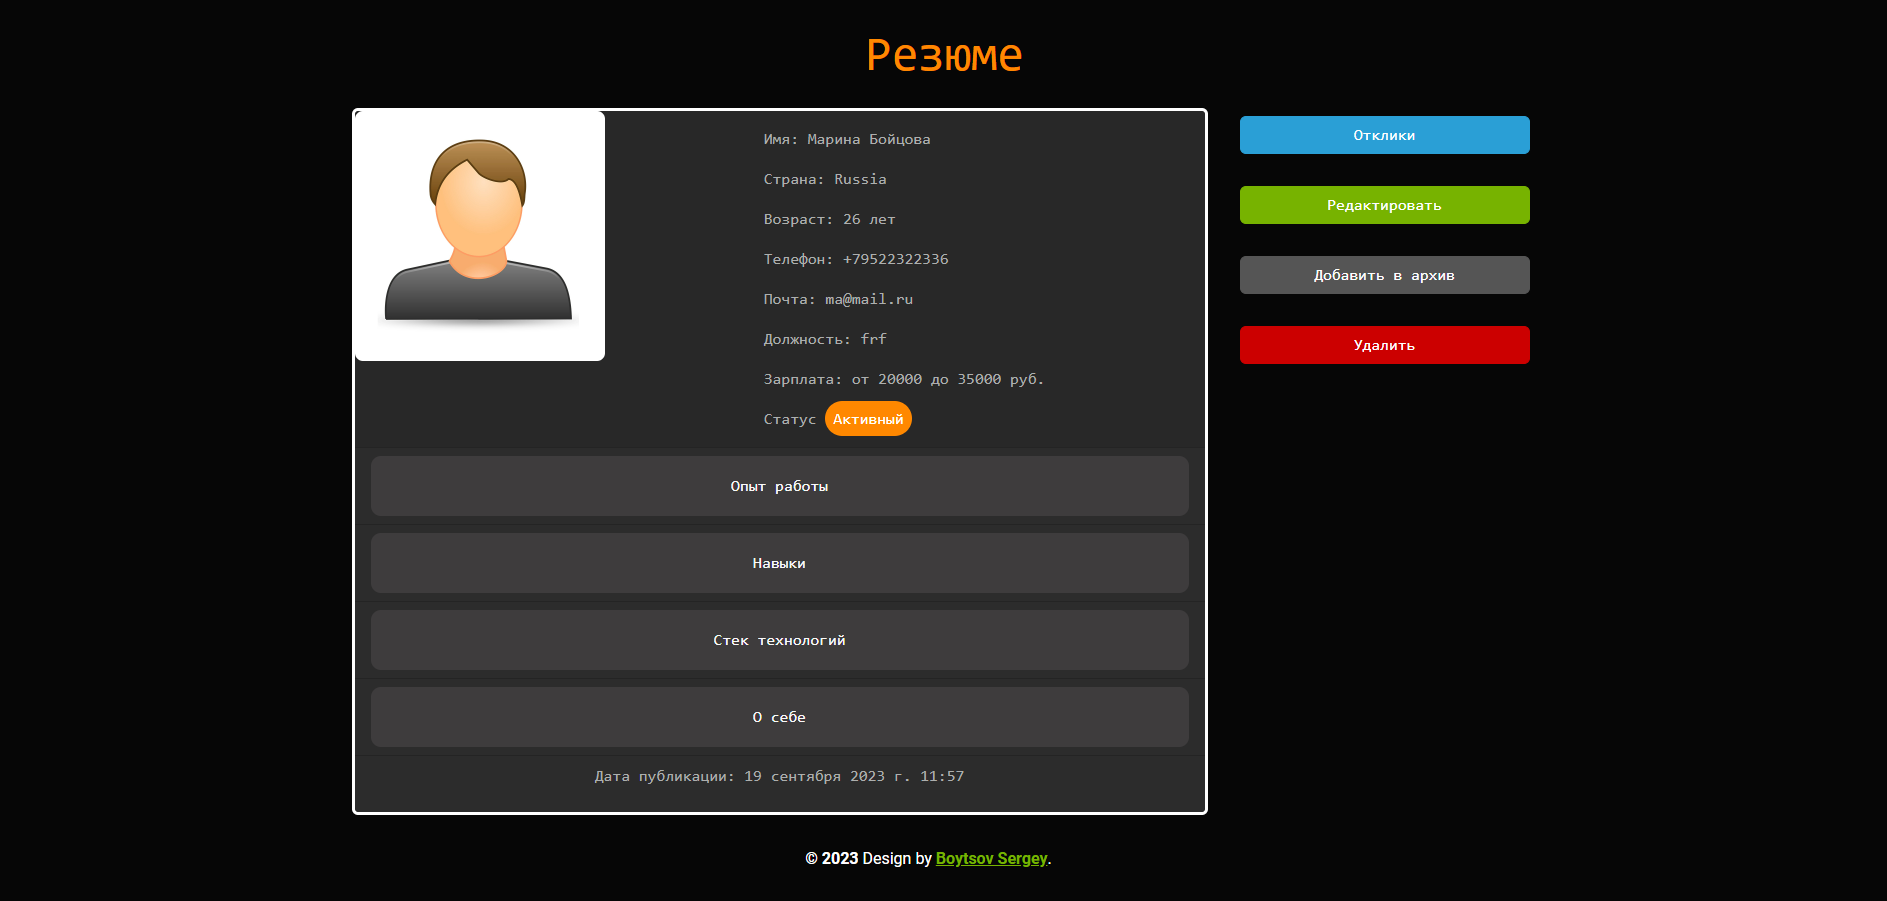 Резюме
Имя: Марина Бойцова
Страна: Russia
Возраст: 26 лет
Телефон: +79522322336
Почта: ma@mail.ru
Должность: frf
Зарплата: от 20000 до 35000 руб.
Статус Активный
Отклики
Редактировать
Добавить в архив
Удалить
Опыт работы
Навыки
Стек технологий
О себе
Дата публикации: 19 сентября 2023 г. 11:57
© 2023 Design by Boytsov Sergey.